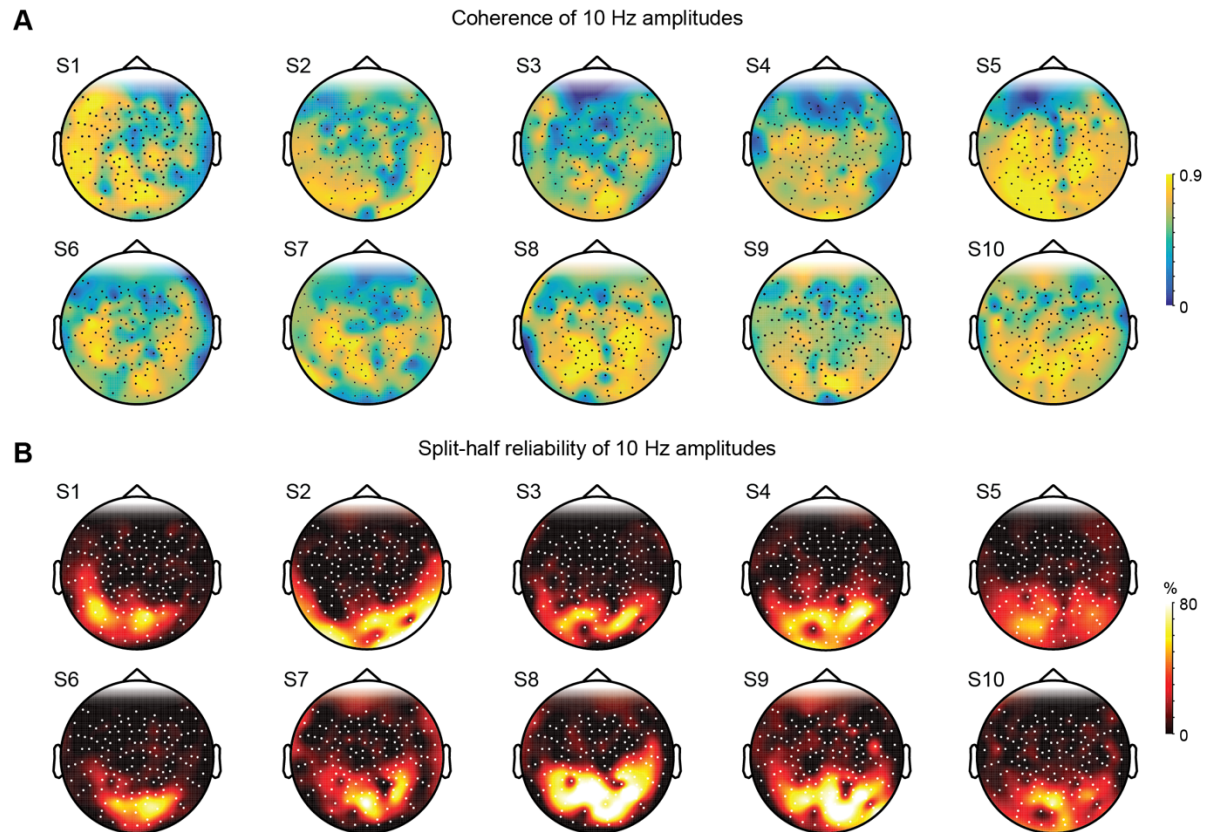 A
Coherence of 10 Hz amplitudes
S1 S2 S3 S4 S5
0.9
0
S6 S7 S8 S9 S10
B
Split-half reliability of 10 Hz amplitudes
S1 S2 S3 S4 S5
%
80
0
S6 S7 S8 S9 S10